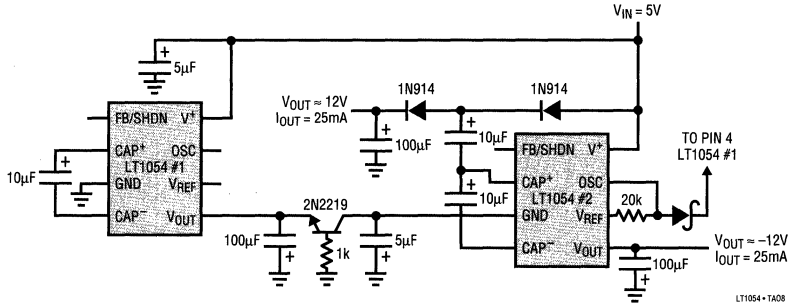 V_IN = 5V
5µF
1N914
1N914
V_OUT ≈ 12V
I_OUT = 25mA
100µF
10µF
FB/SHDN V+
CAP+ OSC
LT1054 #1
GND V_REF
CAP− V_OUT
10µF
FB/SHDN V+
CAP+ OSC
LT1054 #2
GND V_REF
CAP− V_OUT
10µF
TO PIN 4
LT1054 #1
20k
2N2219
100µF
1k
5µF
V_OUT ≈ –12V
I_OUT = 25mA
100µF
LT1054 • TA08